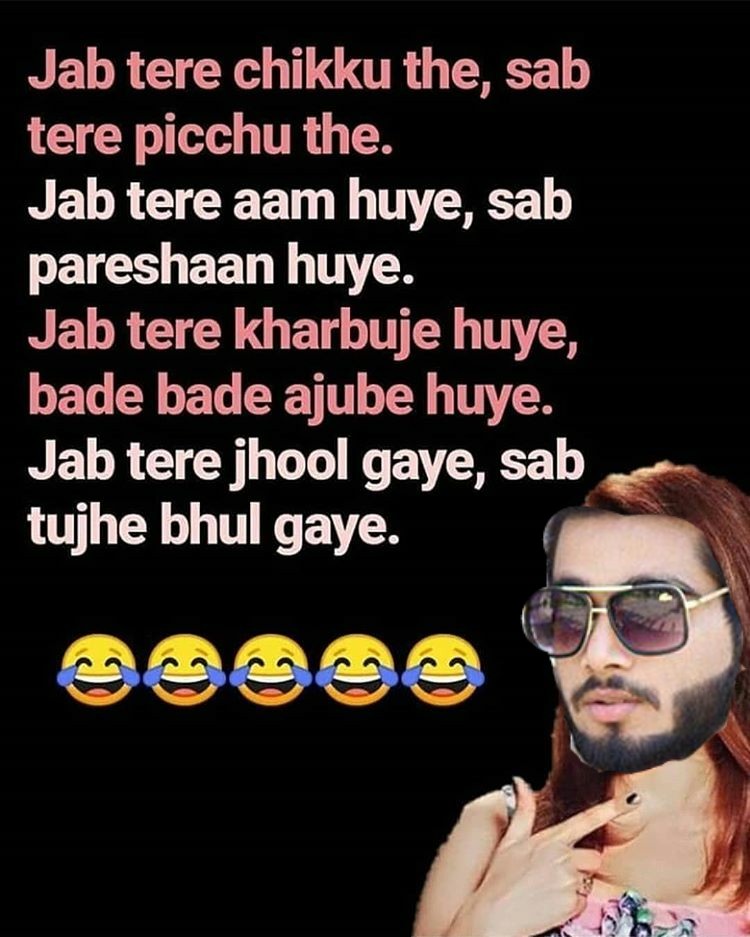 Jab tere chikku the, sab
tere picchu the.
Jab tere aam huye, sab
pareshaan huye.
Jab tere kharbuje huye,
bade bade ajube huye.
Jab tere jhool gaye, sab
tujhe bhul gaye.